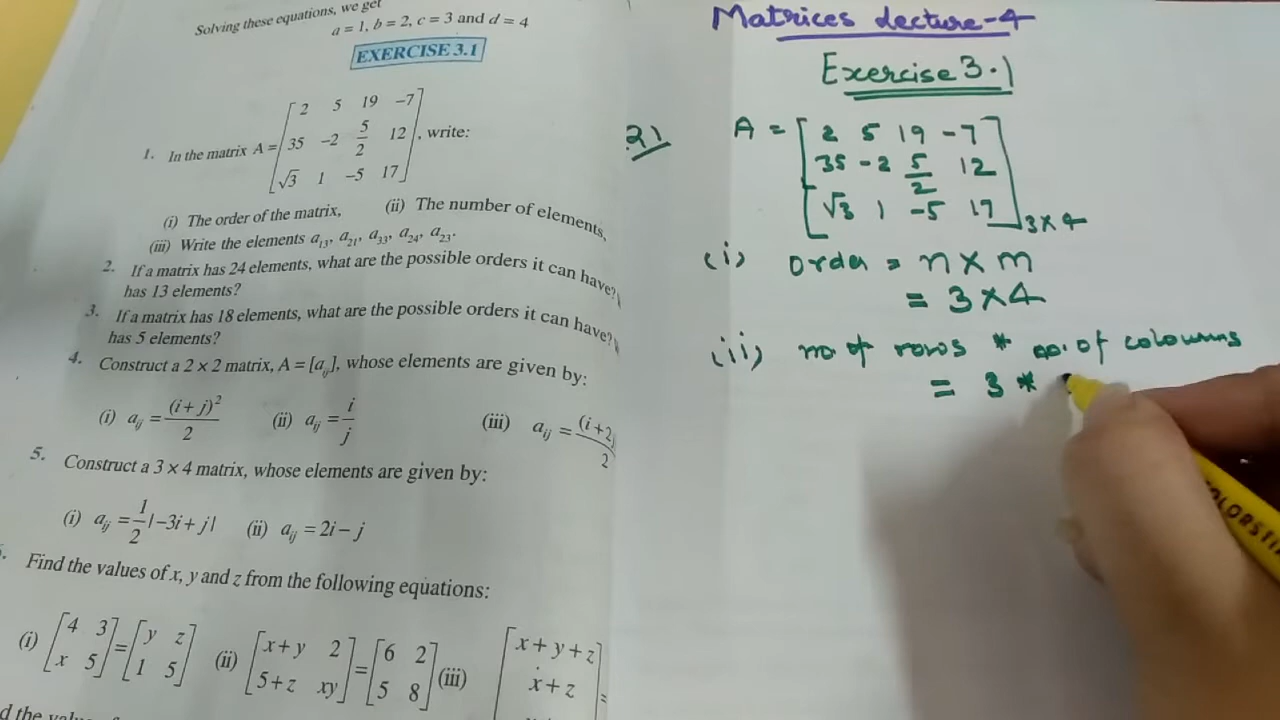 Solving these equations, we get
a = 1, b = 2, c = 3 and d = 4
EXERCISE 3.1
1. In the matrix A = [2 5 19 −7
35 −2 5/2 12
√3 1 −5 17], write:
(i) The order of the matrix, (ii) The number of elements,
(iii) Write the elements a₁₃, a₂₁, a₃₃, a₂₄, a₂₃.
2. If a matrix has 24 elements, what are the possible orders it can have?
has 13 elements?
3. If a matrix has 18 elements, what are the possible orders it can have?
has 5 elements?
4. Construct a 2 × 2 matrix, A = [aᵢⱼ], whose elements are given by:
(i) aᵢⱼ = (i + j)²/2 (ii) aᵢⱼ = i/j (iii) aᵢⱼ = (i + 2j/2
5. Construct a 3 × 4 matrix, whose elements are given by:
(i) aᵢⱼ = 1/2 |−3i + j| (ii) aᵢⱼ = 2i − j
Find the values of x, y and z from the following equations:
(i) [4 3
x 5] = [y z
1 5] (ii) [x + y 2
5 + z xy] = [6 2
5 8] (iii) [x + y + z]
x + z =
Matrices Lecture-4
Exercise 3.1
A = [2 5 19 -7
35 -2 5/2 12
√3 1 -5 17] 3×4
(i) order = n × m
= 3 × 4
(ii) no. of rows * no. of coloumns
= 3 *